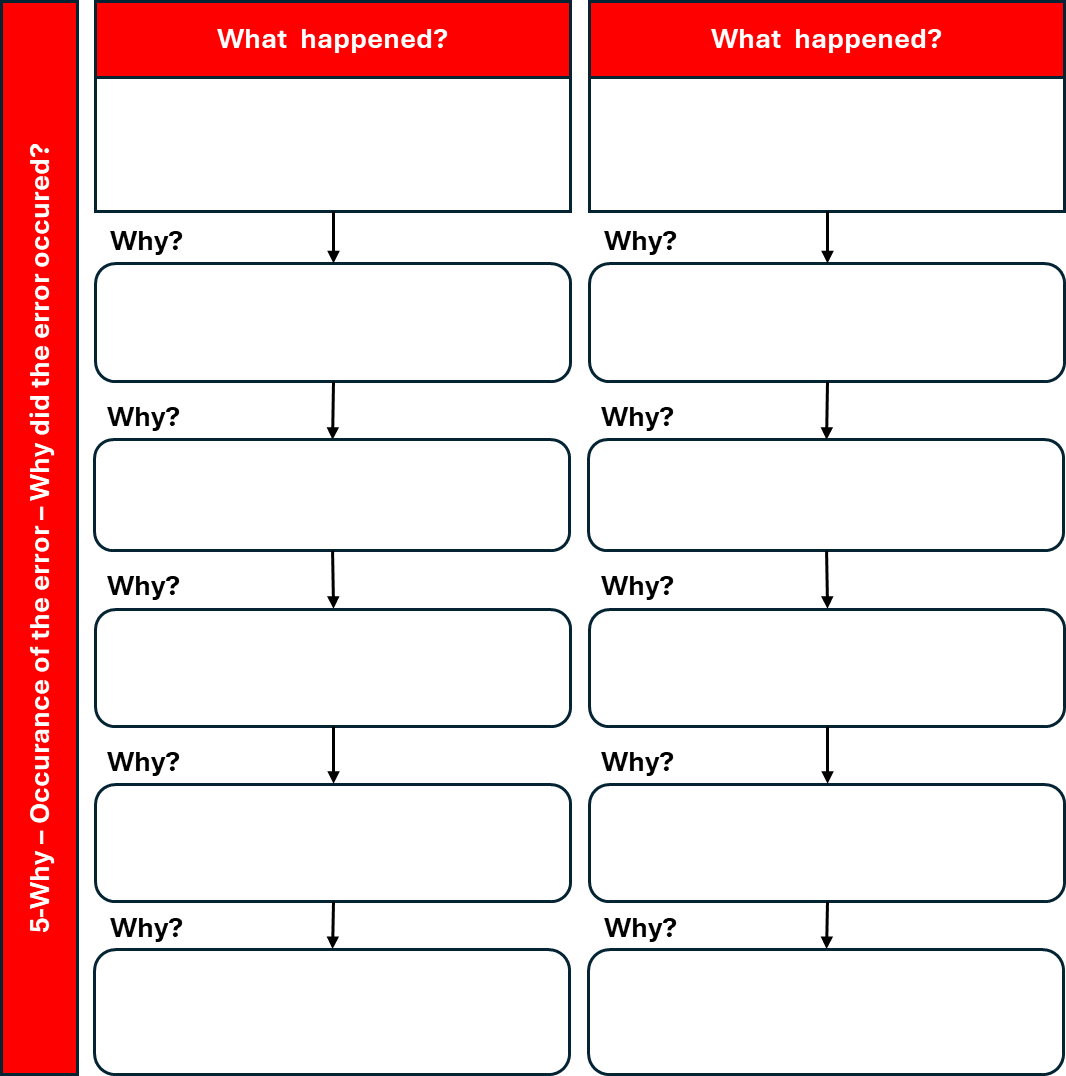 5-Why – Occurance of the error – Why did the error occured?
What happened?
Why?
Why?
Why?
Why?
Why?
What happened?
Why?
Why?
Why?
Why?
Why?